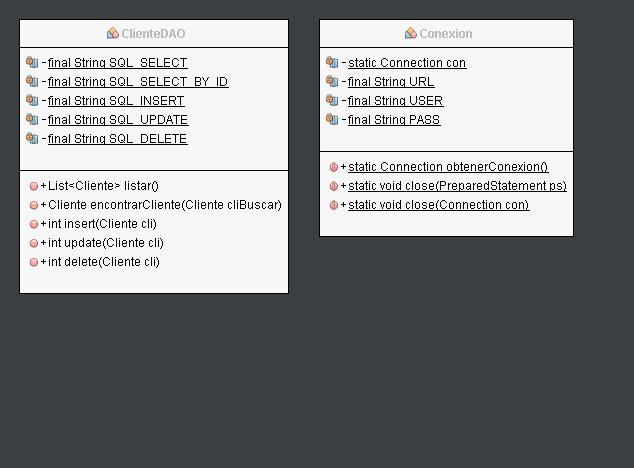 ClienteDAO
-final String SQL_SELECT
-final String SQL_SELECT_BY_ID
-final String SQL_INSERT
-final String SQL_UPDATE
-final String SQL_DELETE
+List<Cliente> listar()
+Cliente encontrarCliente(Cliente cliBuscar)
+int insert(Cliente cli)
+int update(Cliente cli)
+int delete(Cliente cli)
Conexion
-static Connection con
-final String URL
-final String USER
-final String PASS
+static Connection obtenerConexion()
+static void close(PreparedStatement ps)
+static void close(Connection con)